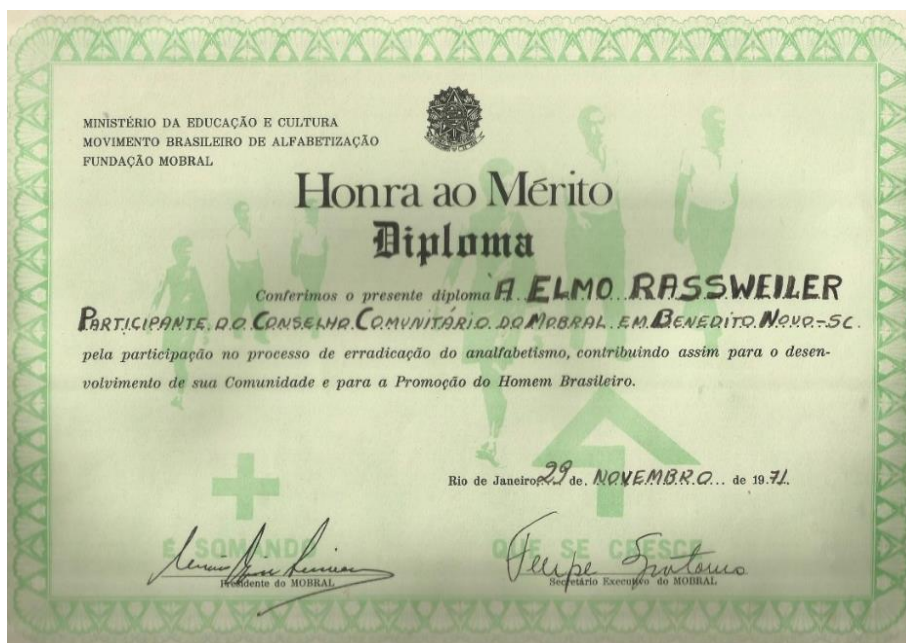 MINISTÉRIO DA EDUCAÇÃO E CULTURA
MOVIMENTO BRASILEIRO DE ALFABETIZAÇÃO
FUNDAÇÃO MOBRAL
Honra ao Mérito
Diploma
Conferimos o presente diploma A ELMO RASSWEILER
PARTICIPANTE DO CONSELHO COMUNITÁRIO DO MOBRAL EM BENEDITO NOVO-SC.
pela participação no processo de erradicação do analfabetismo, contribuindo assim para o desen-
volvimento de sua Comunidade e para a Promoção do Homem Brasileiro.
Rio de Janeiro, 29 de NOVEMBRO de 1971.
É SOMANDO QUE SE CRESCE
Felipe
Presidente do MOBRAL Secretário Executivo do MOBRAL